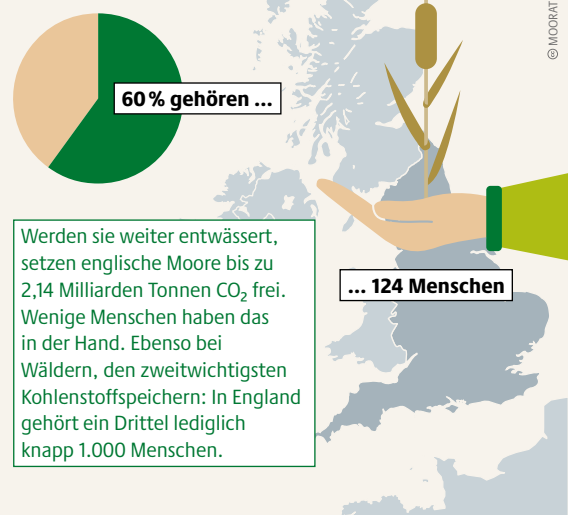 © MOORAT
60 % gehören ...
... 124 Menschen
Werden sie weiter entwässert,
setzen englische Moore bis zu
2,14 Milliarden Tonnen CO₂ frei.
Wenige Menschen haben das
in der Hand. Ebenso bei
Wäldern, den zweitwichtigsten
Kohlenstoffspeichern: In England
gehört ein Drittel lediglich
knapp 1.000 Menschen.